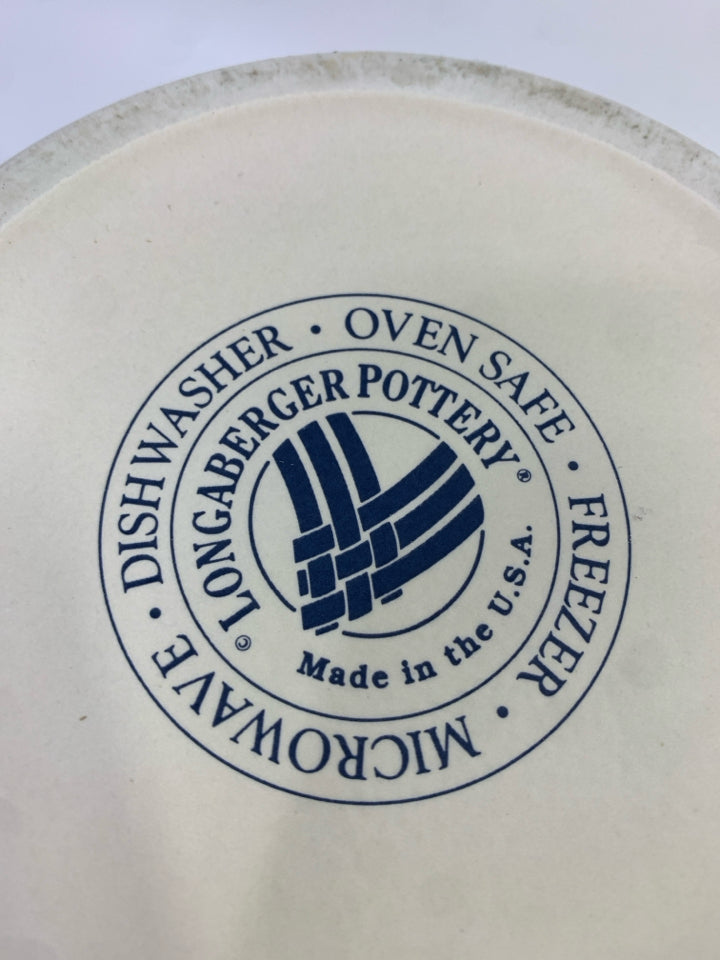 DISHWASHER • OVEN SAFE • FREEZER • MICROWAVE •
© LONGABERGER POTTERY ®
Made in the U.S.A.